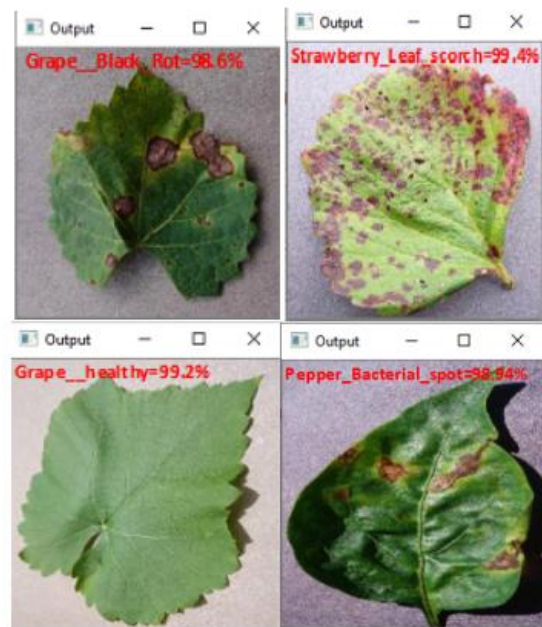 Output
Grape__Black_Rot=98.6%
Output
Strawberry_Leaf_scorch=99.4%
Output
Grape__healthy=99.2%
Output
Pepper_Bacterial_spot=98.94%